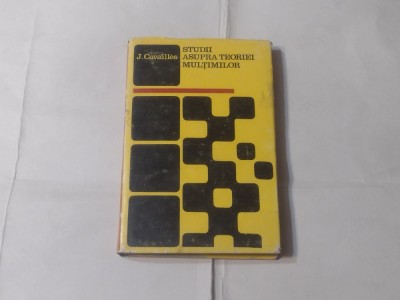 J. Cavaillès
STUDII
ASUPRA TEORIEI
MULȚIMILOR